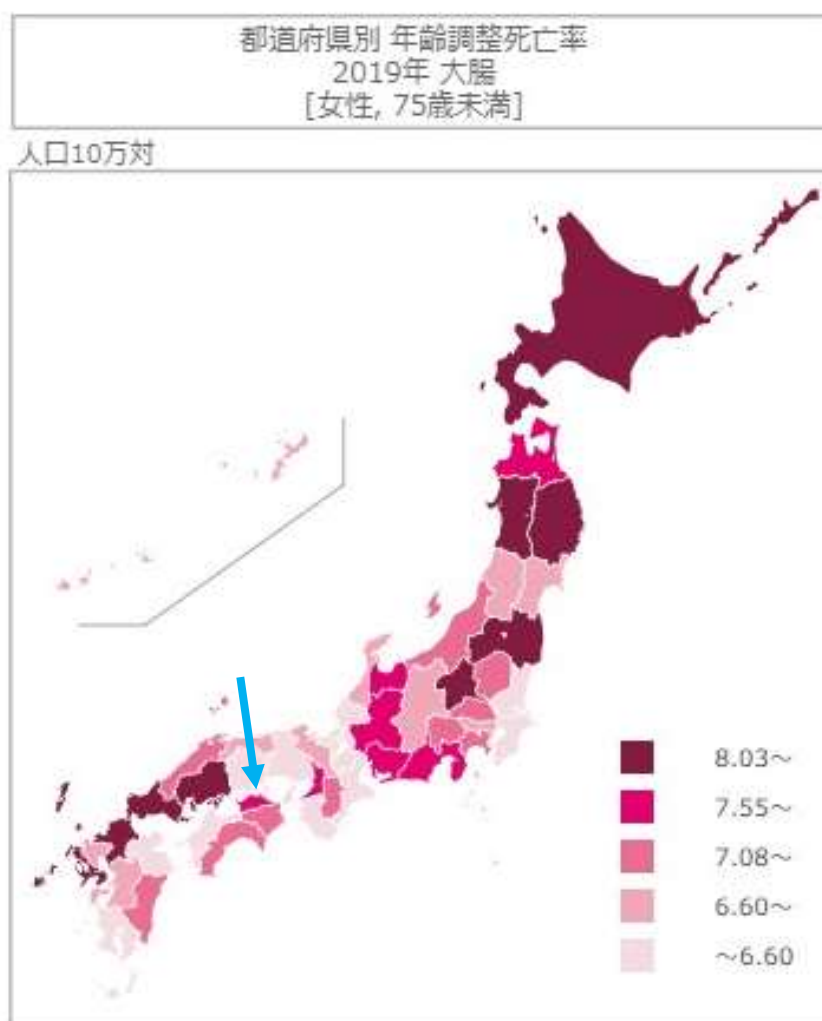 都道府県別 年齢調整死亡率
2019年 大腸
[女性, 75歳未満]
人口10万対
8.03～
7.55～
7.08～
6.60～
～6.60